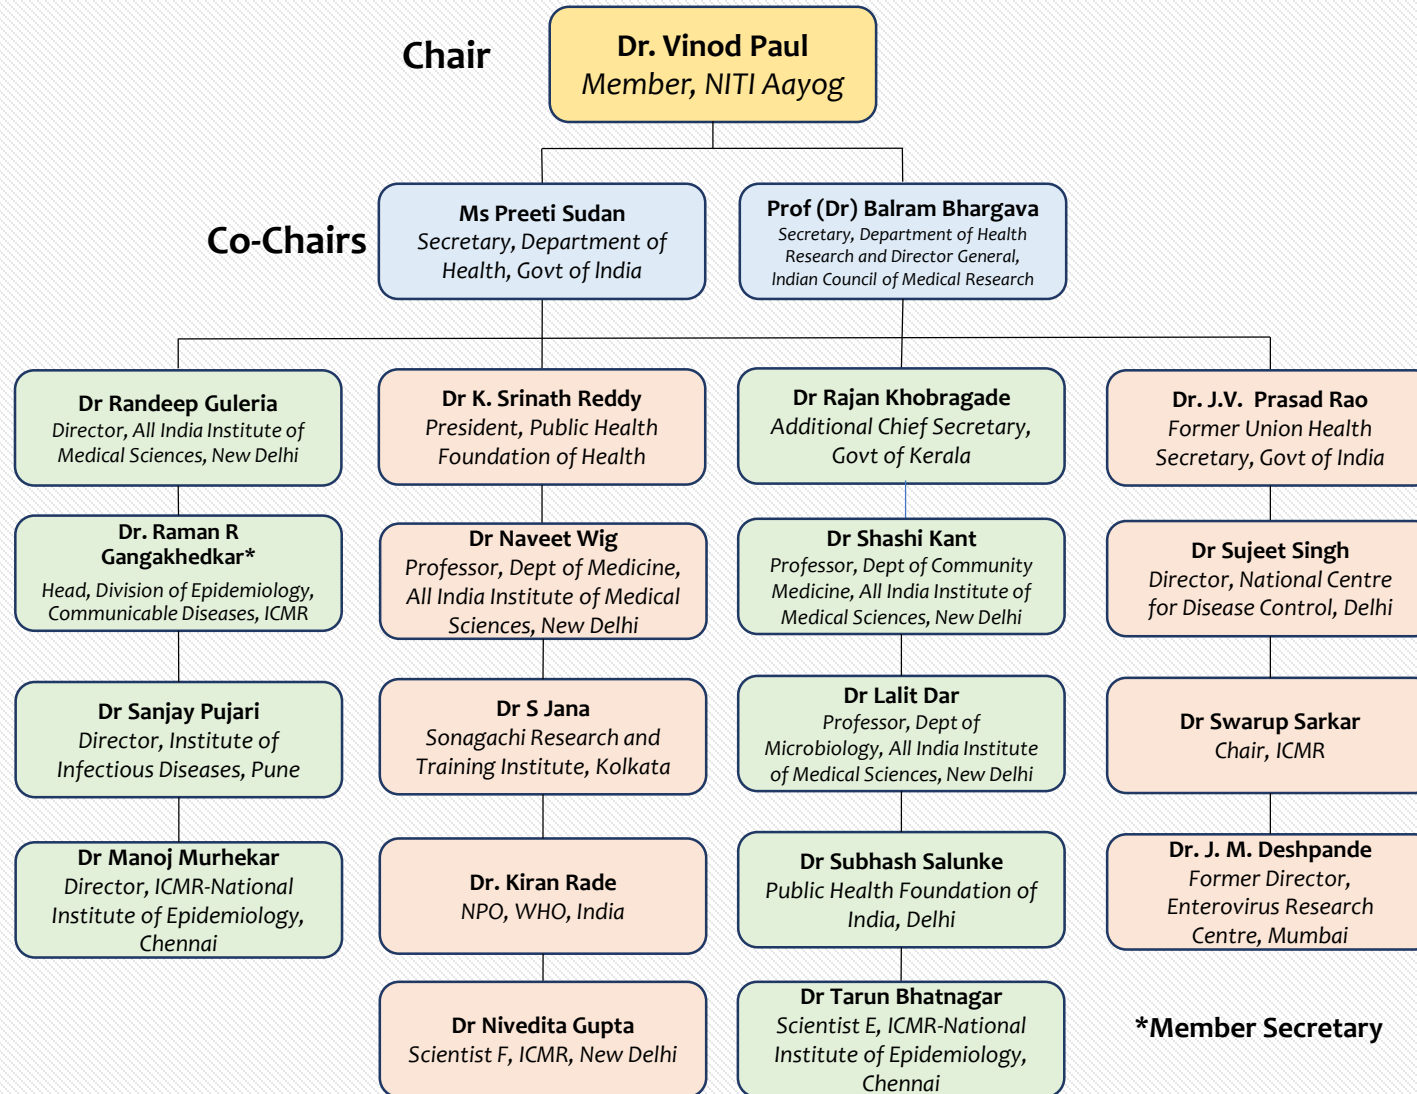 Chair
Dr. Vinod Paul
Member, NITI Aayog
Co-Chairs
Ms Preeti Sudan
Secretary, Department of
Health, Govt of India
Prof (Dr) Balram Bhargava
Secretary, Department of Health
Research and Director General,
Indian Council of Medical Research
Dr Randeep Guleria
Director, All India Institute of
Medical Sciences, New Delhi
Dr K. Srinath Reddy
President, Public Health
Foundation of Health
Dr Rajan Khobragade
Additional Chief Secretary,
Govt of Kerala
Dr. J.V. Prasad Rao
Former Union Health
Secretary, Govt of India
Dr. Raman R
Gangakhedkar*
Head, Division of Epidemiology,
Communicable Diseases, ICMR
Dr Naveet Wig
Professor, Dept of Medicine,
All India Institute of Medical
Sciences, New Delhi
Dr Shashi Kant
Professor, Dept of Community
Medicine, All India Institute of
Medical Sciences, New Delhi
Dr Sujeet Singh
Director, National Centre
for Disease Control, Delhi
Dr Sanjay Pujari
Director, Institute of
Infectious Diseases, Pune
Dr S Jana
Sonagachi Research and
Training Institute, Kolkata
Dr Lalit Dar
Professor, Dept of
Microbiology, All India Institute
of Medical Sciences, New Delhi
Dr Swarup Sarkar
Chair, ICMR
Dr Manoj Murhekar
Director, ICMR-National
Institute of Epidemiology,
Chennai
Dr. Kiran Rade
NPO, WHO, India
Dr Subhash Salunke
Public Health Foundation of
India, Delhi
Dr. J. M. Deshpande
Former Director,
Enterovirus Research
Centre, Mumbai
Dr Nivedita Gupta
Scientist F, ICMR, New Delhi
Dr Tarun Bhatnagar
Scientist E, ICMR-National
Institute of Epidemiology,
Chennai
*Member Secretary